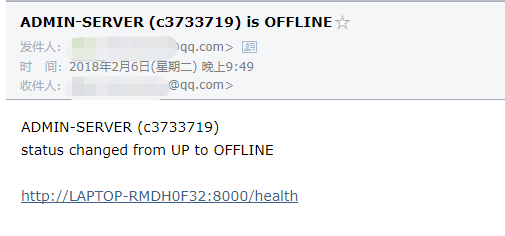 ADMIN-SERVER (c3733719) is OFFLINE
发件人: @qq.com>
时 间: 2018年2月6日(星期二) 晚上9:49
收件人: @qq.com>
ADMIN-SERVER (c3733719)
status changed from UP to OFFLINE
http://LAPTOP-RMDH0F32:8000/health